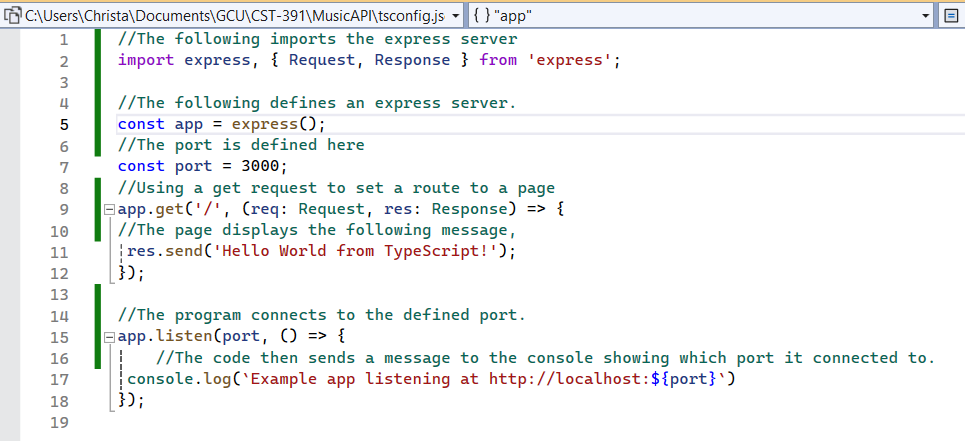 C:\Users\Christa\Documents\GCU\CST-391\MusicAPI\tsconfig.js { } "app"
1 //The following imports the express server
2 import express, { Request, Response } from 'express';
3
4 //The following defines an express server.
5 const app = express();
6 //The port is defined here
7 const port = 3000;
8 //Using a get request to set a route to a page
9 app.get('/', (req: Request, res: Response) => {
10 //The page displays the following message,
11 res.send('Hello World from TypeScript!');
12 });
13
14 //The program connects to the defined port.
15 app.listen(port, () => {
16 //The code then sends a message to the console showing which port it connected to.
17 console.log(`Example app listening at http://localhost:${port}`)
18 });
19